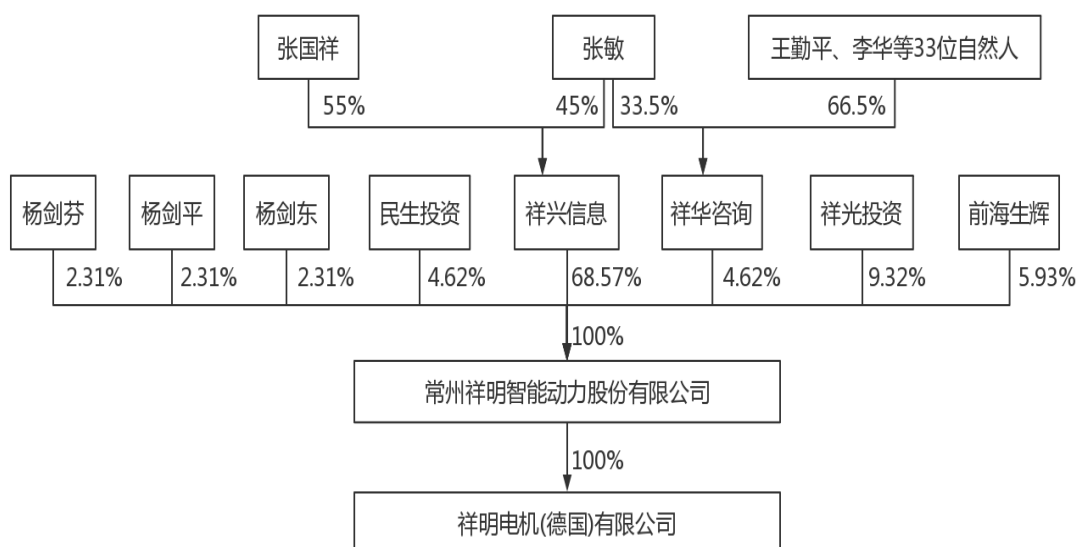 张国祥
张敏
王勤平、李华等33位自然人
55%
45%
33.5%
66.5%
杨剑芬
杨剑平
杨剑东
民生投资
祥兴信息
祥华咨询
祥光投资
前海生辉
2.31%
2.31%
2.31%
4.62%
68.57%
4.62%
9.32%
5.93%
100%
常州祥明智能动力股份有限公司
100%
祥明电机(德国)有限公司